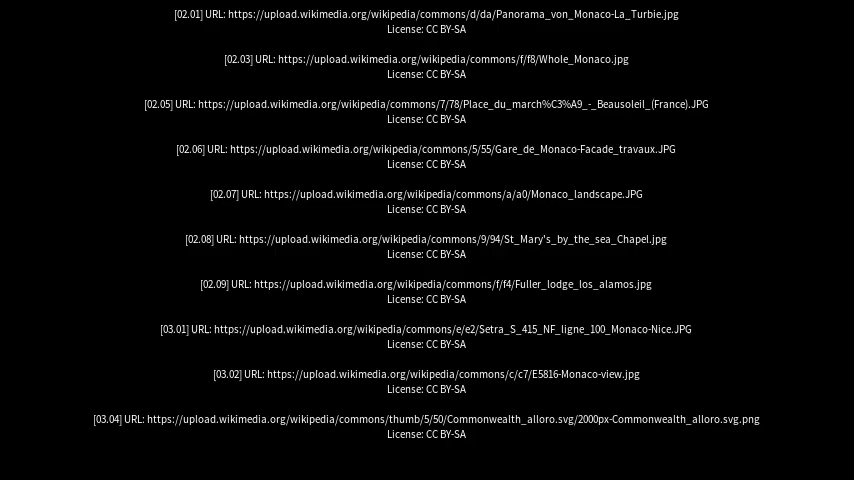 [02.01] URL: https://upload.wikimedia.org/wikipedia/commons/d/da/Panorama_von_Monaco-La_Turbie.jpg
License: CC BY-SA
[02.03] URL: https://upload.wikimedia.org/wikipedia/commons/f/f8/Whole_Monaco.jpg
License: CC BY-SA
[02.05] URL: https://upload.wikimedia.org/wikipedia/commons/7/78/Place_du_march%C3%A9_-_Beausoleil_(France).JPG
License: CC BY-SA
[02.06] URL: https://upload.wikimedia.org/wikipedia/commons/5/55/Gare_de_Monaco-Facade_travaux.JPG
License: CC BY-SA
[02.07] URL: https://upload.wikimedia.org/wikipedia/commons/a/a0/Monaco_landscape.JPG
License: CC BY-SA
[02.08] URL: https://upload.wikimedia.org/wikipedia/commons/9/94/St_Mary's_by_the_sea_Chapel.jpg
License: CC BY-SA
[02.09] URL: https://upload.wikimedia.org/wikipedia/commons/f/f4/Fuller_lodge_los_alamos.jpg
License: CC BY-SA
[03.01] URL: https://upload.wikimedia.org/wikipedia/commons/e/e2/Setra_S_415_NF_ligne_100_Monaco-Nice.JPG
License: CC BY-SA
[03.02] URL: https://upload.wikimedia.org/wikipedia/commons/c/c7/E5816-Monaco-view.jpg
License: CC BY-SA
[03.04] URL: https://upload.wikimedia.org/wikipedia/commons/thumb/5/50/Commonwealth_alloro.svg/2000px-Commonwealth_alloro.svg.png
License: CC BY-SA